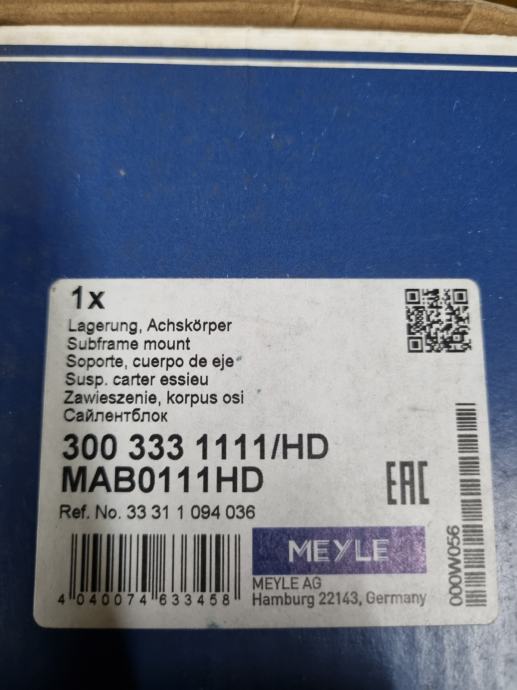 1x
Lagerung, Achskörper
Subframe mount
Soporte, cuerpo de eje
Susp. carter essieu
Zawieszenie, korpus osi
Сайлентблок
300 333 1111/HD
MAB0111HD
EAC
Ref. No. 33 31 1 094 036
MEYLE
MEYLE AG
Hamburg 22143, Germany
4 040074 633458
000W056